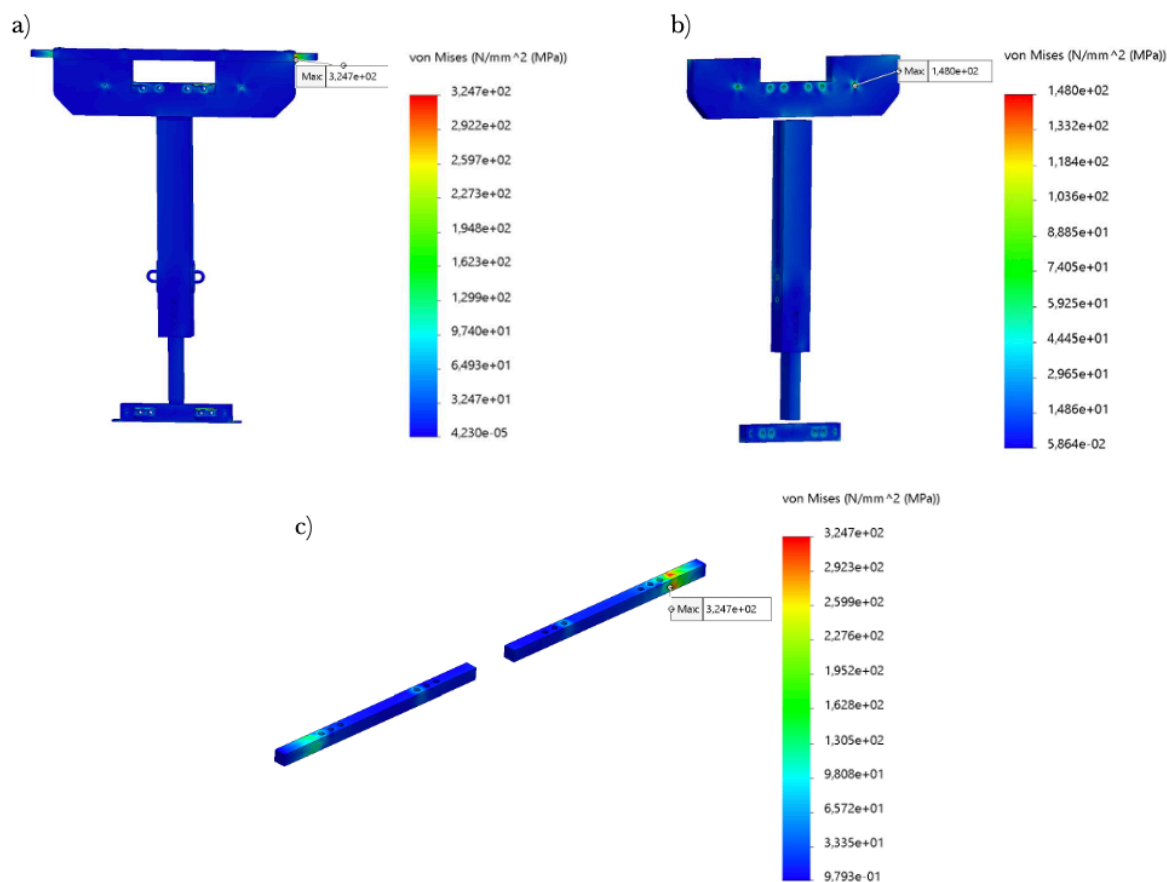 a)
von Mises (N/mm^2 (MPa))
Max: 3,247e+02
3,247e+02
2,922e+02
2,597e+02
2,273e+02
1,948e+02
1,623e+02
1,299e+02
9,740e+01
6,493e+01
3,247e+01
4,230e-05
b)
von Mises (N/mm^2 (MPa))
Max: 1,480e+02
1,480e+02
1,332e+02
1,184e+02
1,036e+02
8,885e+01
7,405e+01
5,925e+01
4,445e+01
2,965e+01
1,486e+01
5,864e-02
c)
von Mises (N/mm^2 (MPa))
Max: 3,247e+02
3,247e+02
2,923e+02
2,599e+02
2,276e+02
1,952e+02
1,628e+02
1,305e+02
9,808e+01
6,572e+01
3,335e+01
9,793e-01